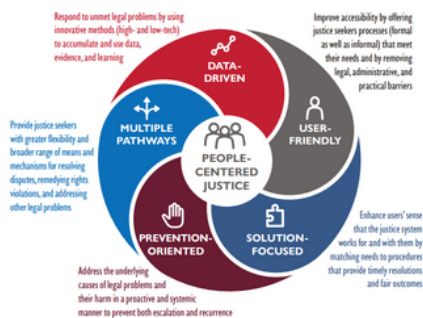 Respond to unmet legal problems by using
innovative methods (high- and low-tech)
to accumulate and use data,
evidence, and learning
Improve accessibility by offering
justice seekers processes (formal
as well as informal) that meet
their needs and by removing
legal, administrative, and
practical barriers
DATA-
DRIVEN
MULTIPLE
PATHWAYS
USER-
FRIENDLY
PEOPLE-
CENTERED
JUSTICE
Provide justice seekers
with greater flexibility and
broader range of means and
mechanisms for resolving
disputes, remedying rights
violations, and addressing
other legal problems
PREVENTION-
ORIENTED
SOLUTION-
FOCUSED
Enhance users' sense
that the justice system
works for and with them by
matching needs to procedures
that provide timely resolutions
and fair outcomes
Address the underlying
causes of legal problems and
their harm in a proactive and systemic
manner to prevent both escalation and recurrence